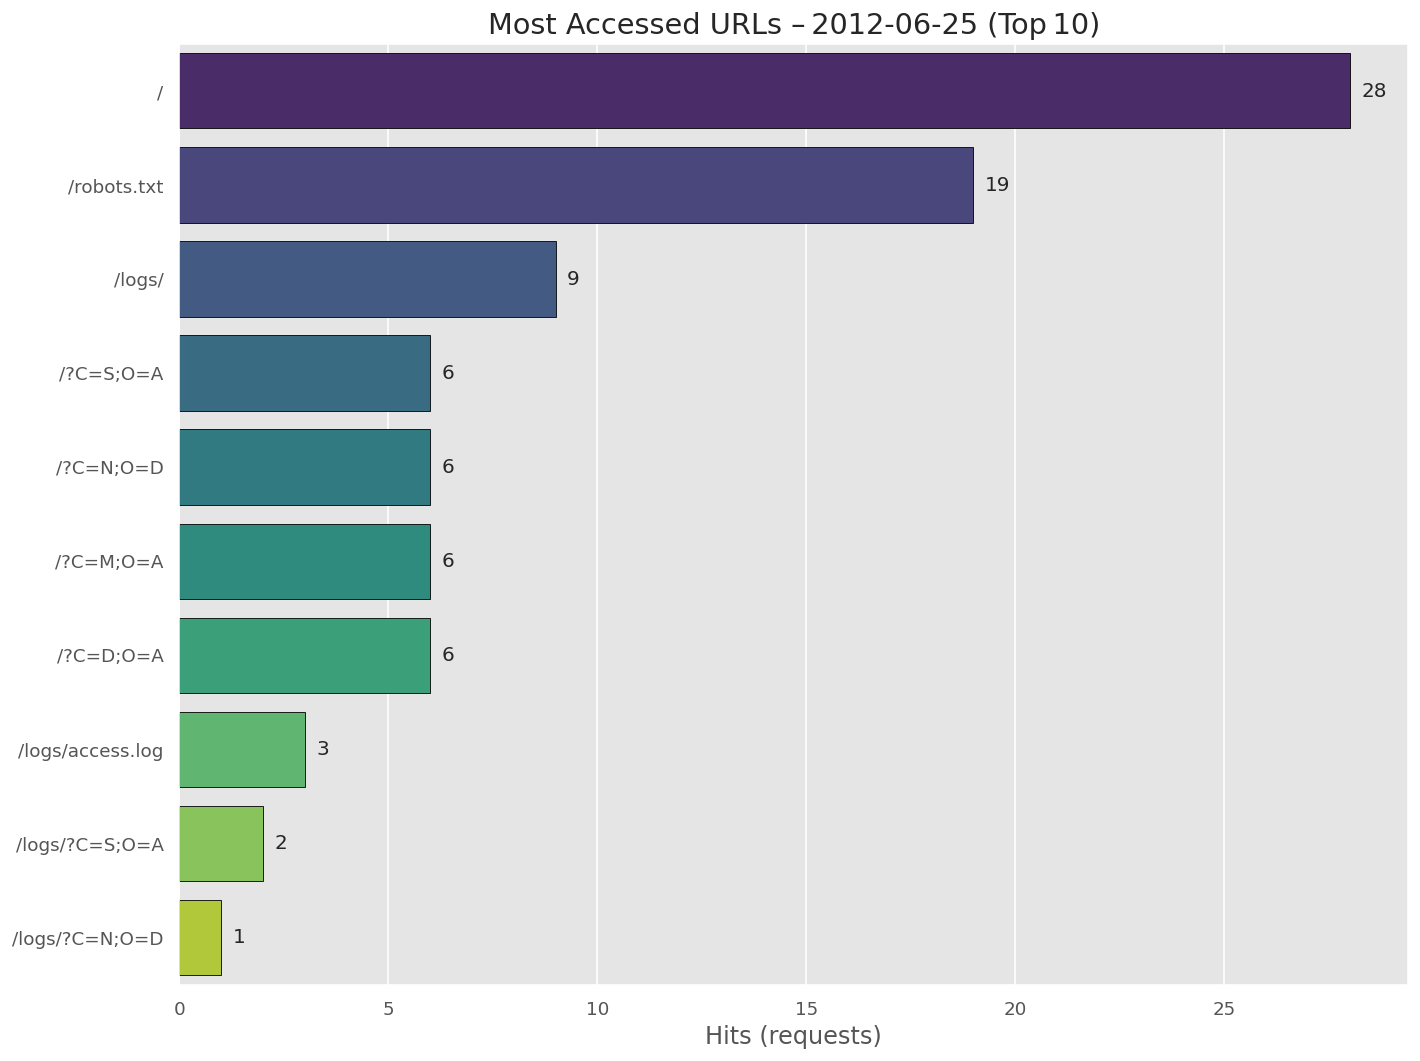 Most Accessed URLs – 2012-06-25 (Top 10)
/
28
/robots.txt
19
/logs/
9
/?C=S;O=A
6
/?C=N;O=D
6
/?C=M;O=A
6
/?C=D;O=A
6
/logs/access.log
3
/logs/?C=S;O=A
2
/logs/?C=N;O=D
1
0 5 10 15 20 25
Hits (requests)